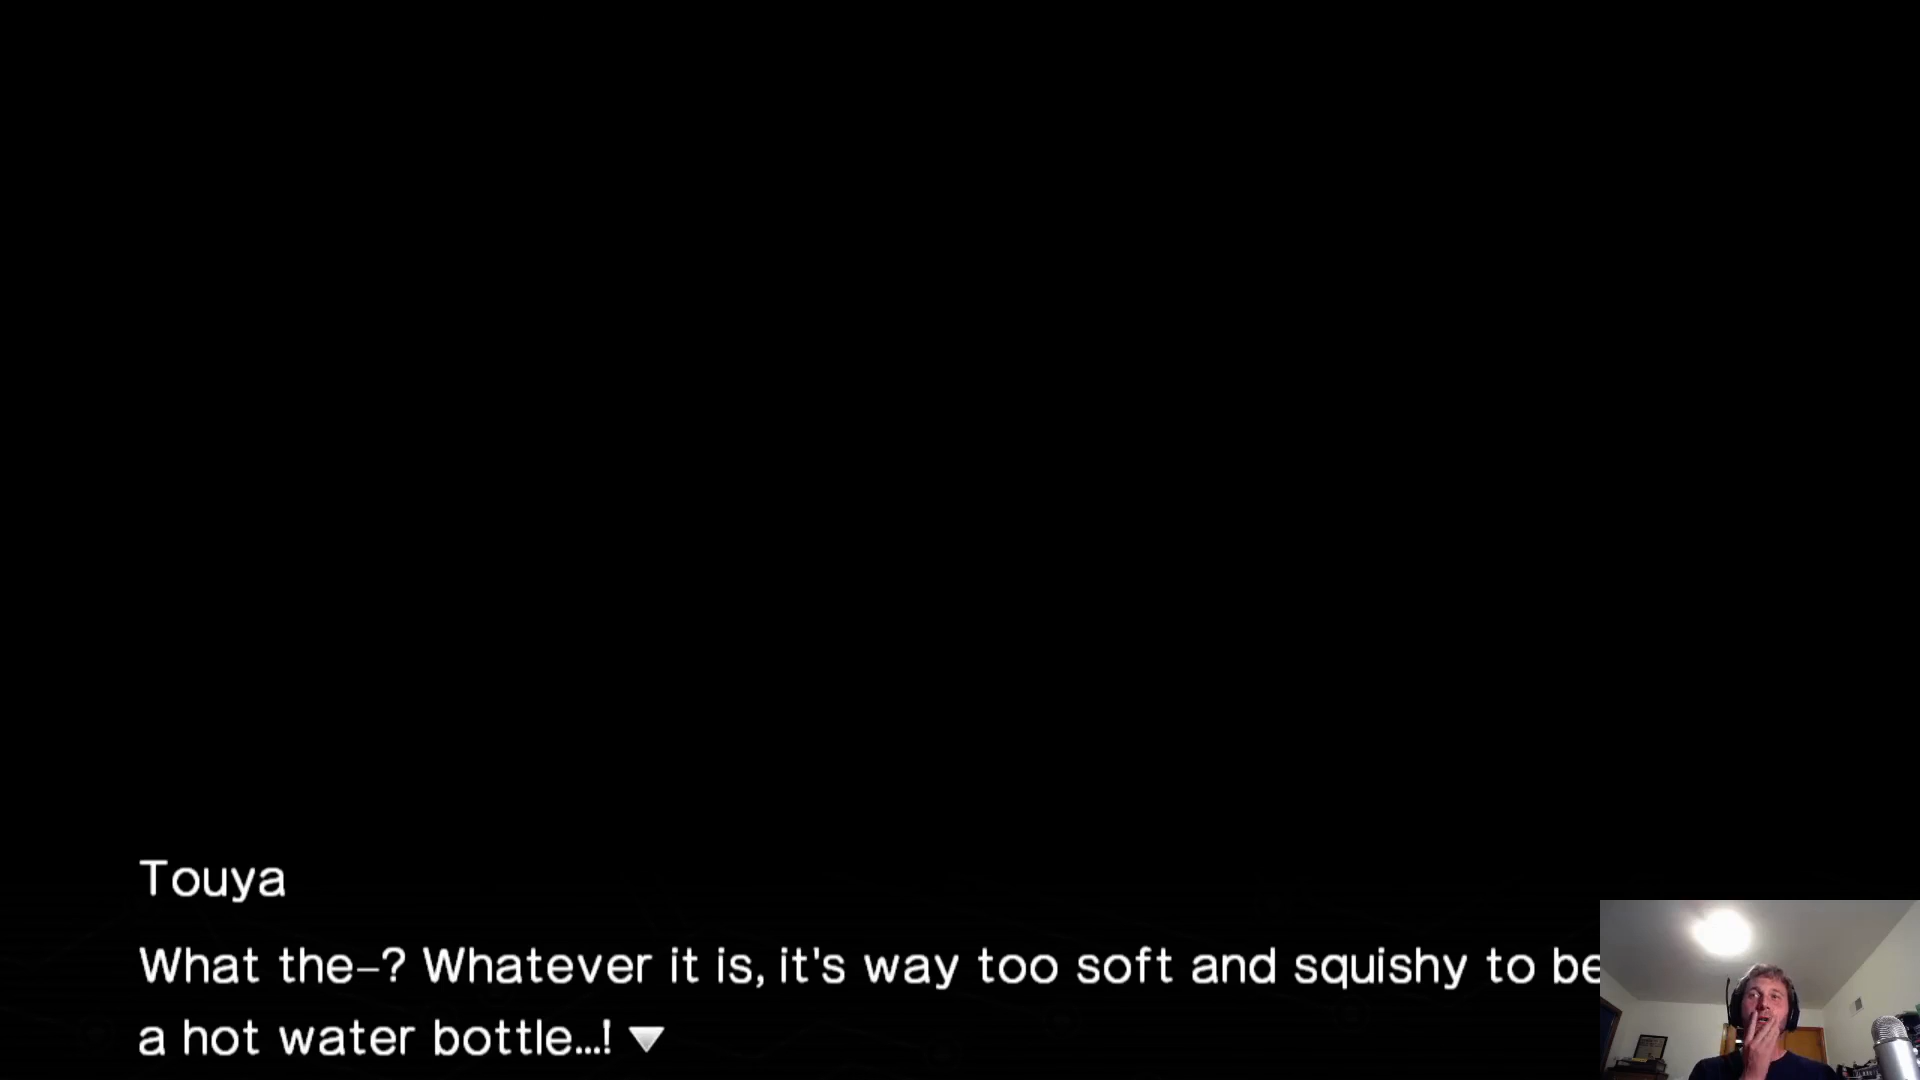 Touya
What the–? Whatever it is, it's way too soft and squishy to be
a hot water bottle...!